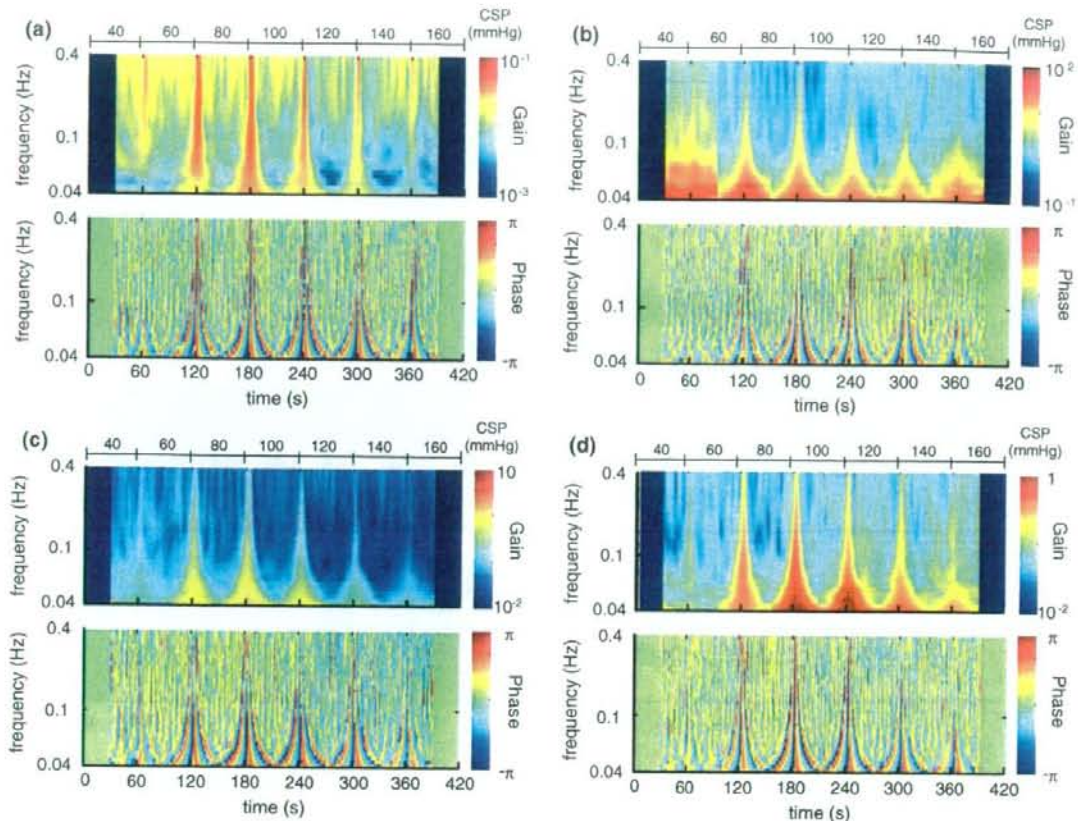 (a)
CSP
(mmHg)
40 60 80 100 120 140 160
frequency (Hz)
0.4
0.1
0.04
10⁻¹
Gain
10⁻³
frequency (Hz)
0.4
0.1
0.04
π
Phase
-π
0 60 120 180 240 300 360 420
time (s)
(b)
CSP
(mmHg)
40 60 80 100 120 140 160
frequency (Hz)
0.4
0.1
0.04
10²
Gain
10⁻¹
frequency (Hz)
0.4
0.1
0.04
π
Phase
-π
0 60 120 180 240 300 360 420
time (s)
(c)
CSP
(mmHg)
40 60 80 100 120 140 160
frequency (Hz)
0.4
0.1
0.04
10
Gain
10⁻²
frequency (Hz)
0.4
0.1
0.04
π
Phase
-π
0 60 120 180 240 300 360 420
time (s)
(d)
CSP
(mmHg)
40 60 80 100 120 140 160
frequency (Hz)
0.4
0.1
0.04
1
Gain
10⁻²
frequency (Hz)
0.4
0.1
0.04
π
Phase
-π
0 60 120 180 240 300 360 420
time (s)